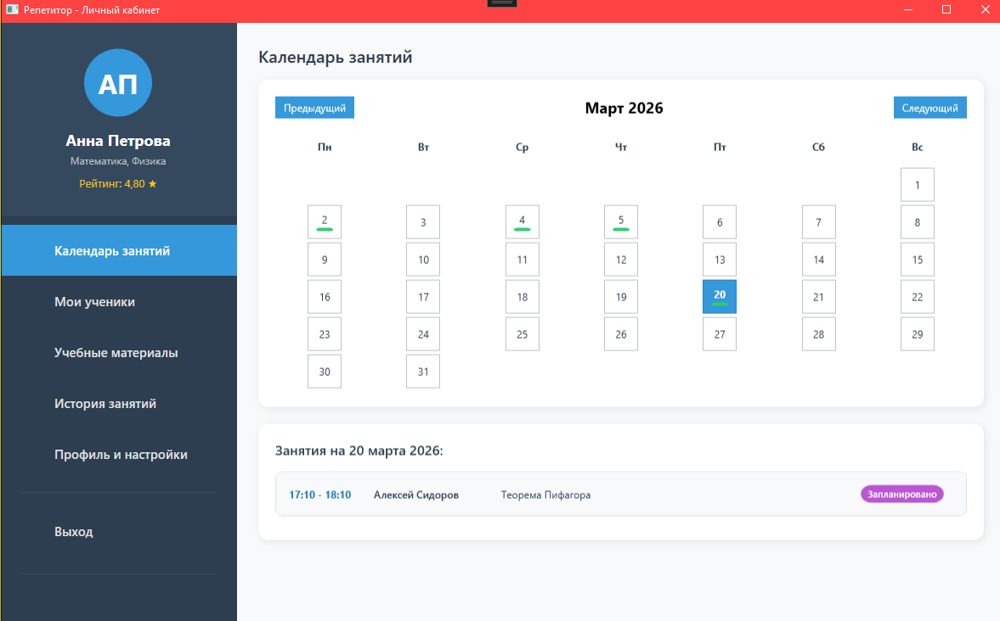 Репетитор - Личный кабинет
АП
Анна Петрова
Математика, Физика
Рейтинг: 4,80 ★
Календарь занятий
Мои ученики
Учебные материалы
История занятий
Профиль и настройки
Выход
Календарь занятий
Предыдущий Март 2026 Следующий
Пн Вт Ср Чт Пт Сб Вс
1
2 3 4 5 6 7 8
9 10 11 12 13 14 15
16 17 18 19 20 21 22
23 24 25 26 27 28 29
30 31
Занятия на 20 марта 2026:
17:10 - 18:10 Алексей Сидоров Теорема Пифагора Запланировано